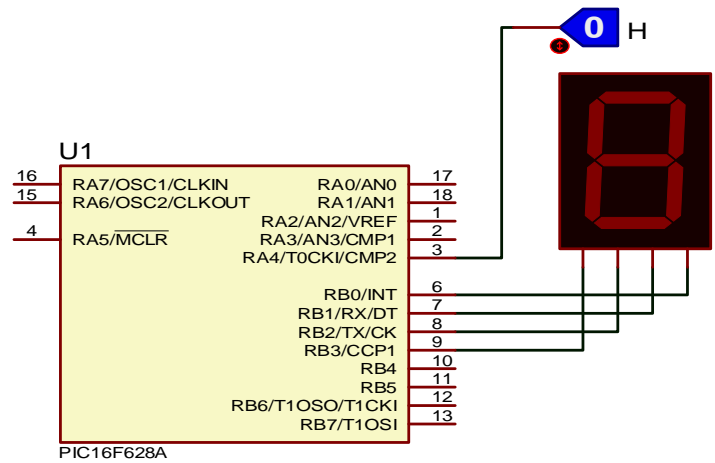 0 H
U1
16 RA7/OSC1/CLKIN RA0/AN0 17
15 RA6/OSC2/CLKOUT RA1/AN1 18
RA2/AN2/VREF 1
4 RA5/MCLR RA3/AN3/CMP1 2
RA4/T0CKI/CMP2 3
RB0/INT 6
RB1/RX/DT 7
RB2/TX/CK 8
RB3/CCP1 9
RB4 10
RB5 11
RB6/T1OSO/T1CKI 12
RB7/T1OSI 13
PIC16F628A